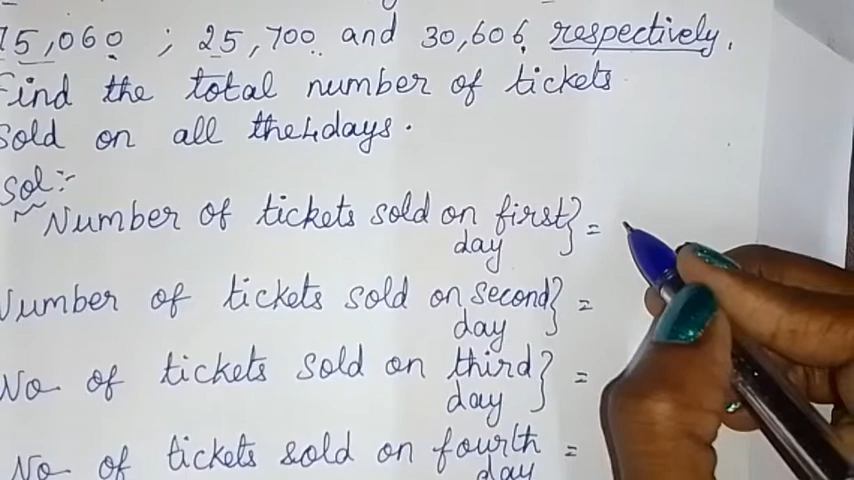 15,060 ; 25,700 and 30,606 respectively.
Find the total number of tickets
sold on all the 4 days.
Sol:-
Number of tickets sold on first } =
day
Number of tickets sold on second } =
day
No of tickets sold on third } =
day
No of tickets sold on fourth =
day